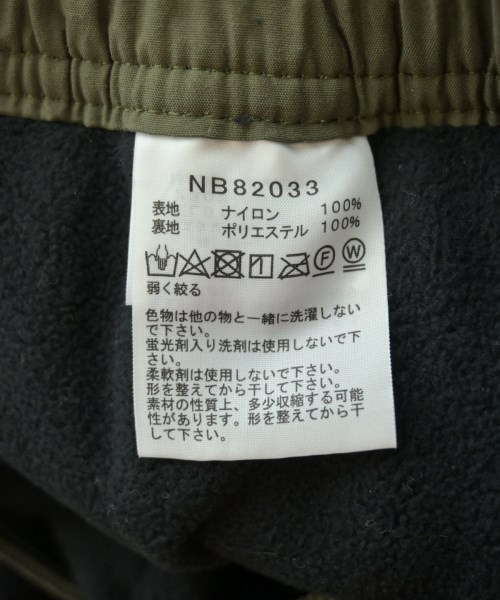 NB82033
表地 ナイロン 100%
裏地 ポリエステル 100%
弱く絞る
色物は他の物と一緒に洗濯しない
で下さい。
蛍光剤入り洗剤は使用しないで下
さい。
柔軟剤は使用しないで下さい。
形を整えてから干して下さい。
素材の性質上、多少収縮する可能
性があります。形を整えてから干
して下さい。